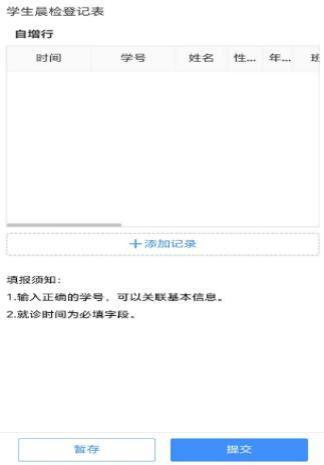 学生晨检登记表
自增行
时间 学号 姓名 性... 年... 班
+添加记录
填报须知:
1.输入正确的学号，可以关联基本信息。
2.就诊时间为必填字段。
暂存 提交